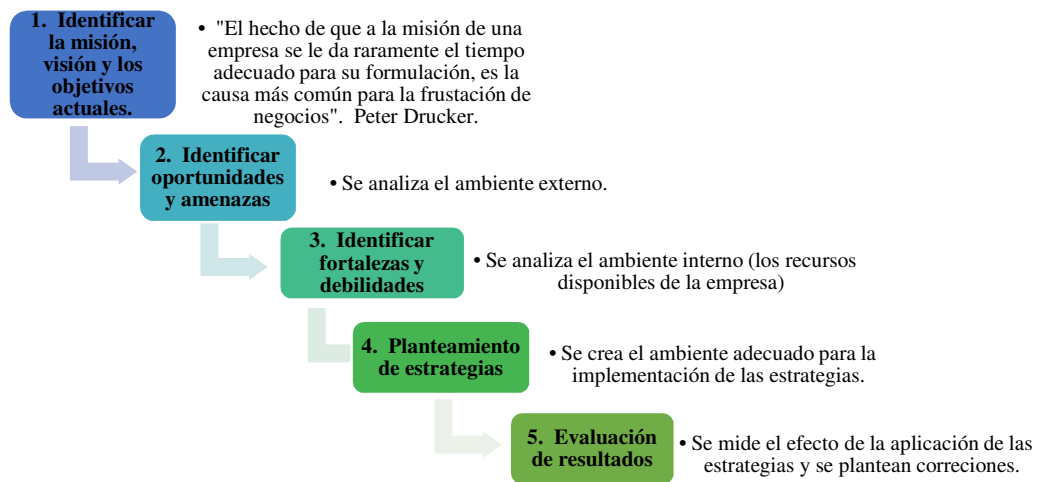 1. Identificar
la misión,
visión y los
objetivos
actuales.
• "El hecho de que a la misión de una
empresa se le da raramente el tiempo
adecuado para su formulación, es la
causa más común para la frustación de
negocios". Peter Drucker.
2. Identificar
oportunidades
y amenazas
• Se analiza el ambiente externo.
3. Identificar
fortalezas y
debilidades
• Se analiza el ambiente interno (los recursos
disponibles de la empresa)
4. Planteamiento
de estrategias
• Se crea el ambiente adecuado para la
implementación de las estrategias.
5. Evaluación
de resultados
• Se mide el efecto de la aplicación de las
estrategias y se plantean correciones.